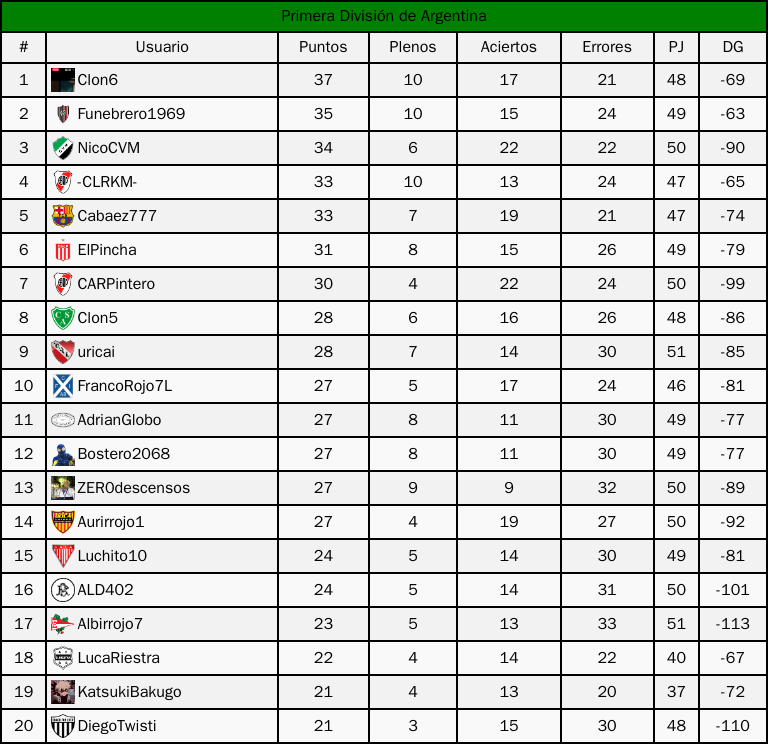 Primera División de Argentina
# Usuario Puntos Plenos Aciertos Errores PJ DG
1 Clon6 37 10 17 21 48 -69
2 Funebrero1969 35 10 15 24 49 -63
3 NicoCVM 34 6 22 22 50 -90
4 -CLRKM- 33 10 13 24 47 -65
5 Cabaez777 33 7 19 21 47 -74
6 ElPincha 31 8 15 26 49 -79
7 CARPintero 30 4 22 24 50 -99
8 Clon5 28 6 16 26 48 -86
9 uricai 28 7 14 30 51 -85
10 FrancoRojo7L 27 5 17 24 46 -81
11 AdrianGlobo 27 8 11 30 49 -77
12 Bostero2068 27 8 11 30 49 -77
13 ZER0descensos 27 9 9 32 50 -89
14 Aurirrojo1 27 4 19 27 50 -92
15 Luchito10 24 5 14 30 49 -81
16 ALD402 24 5 14 31 50 -101
17 Albirrojo7 23 5 13 33 51 -113
18 LucaRiestra 22 4 14 22 40 -67
19 KatsukiBakugo 21 4 13 20 37 -72
20 DiegoTwisti 21 3 15 30 48 -110